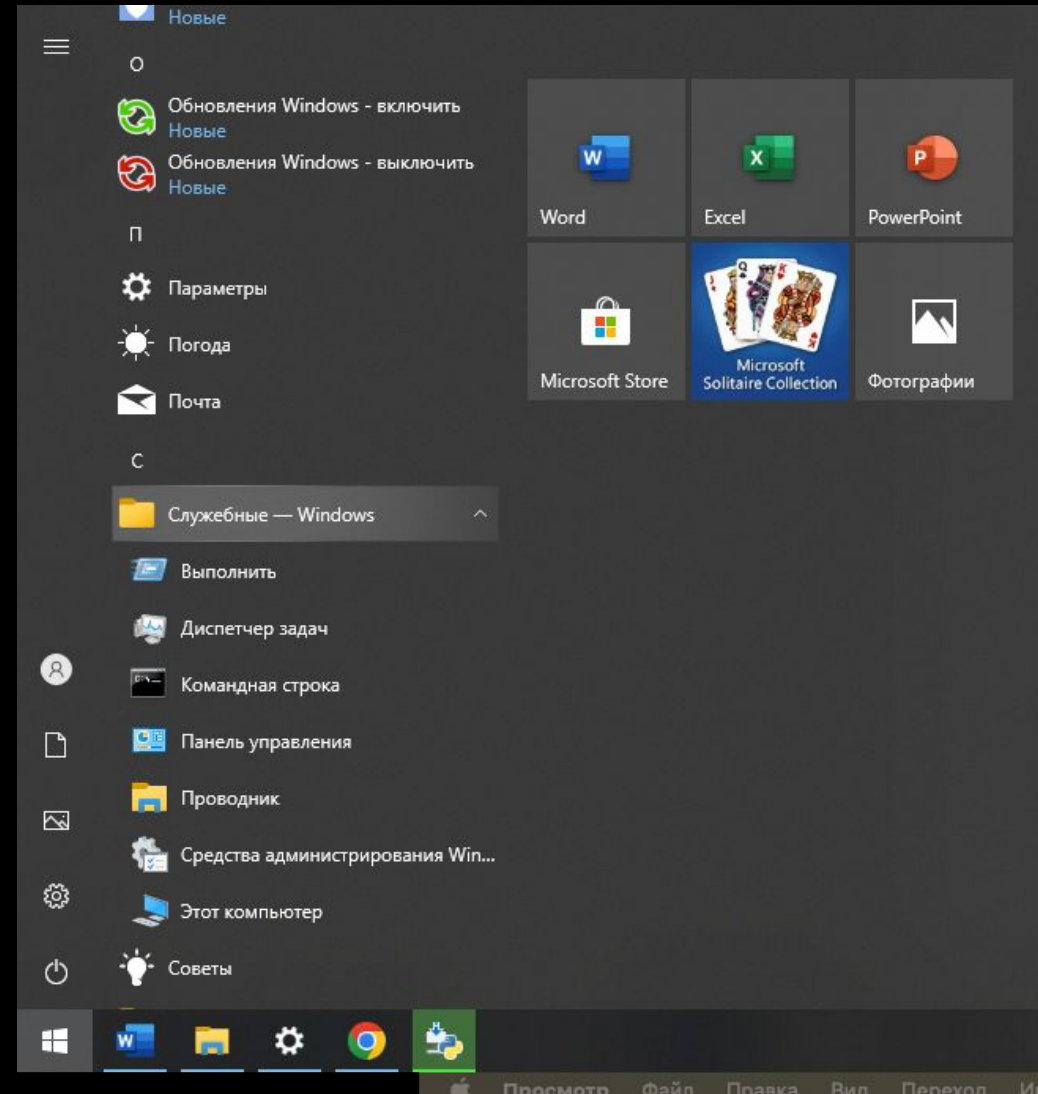 Новые
О
Обновления Windows - включить
Новые
Обновления Windows - выключить
Новые
П
Параметры
Погода
Почта
С
Служебные — Windows
Выполнить
Диспетчер задач
Командная строка
Панель управления
Проводник
Средства администрирования Win...
Этот компьютер
Советы
Word
Excel
PowerPoint
Microsoft Store
Microsoft
Solitaire Collection
Фотографии
Просмотр Файл Правка Вид Переход